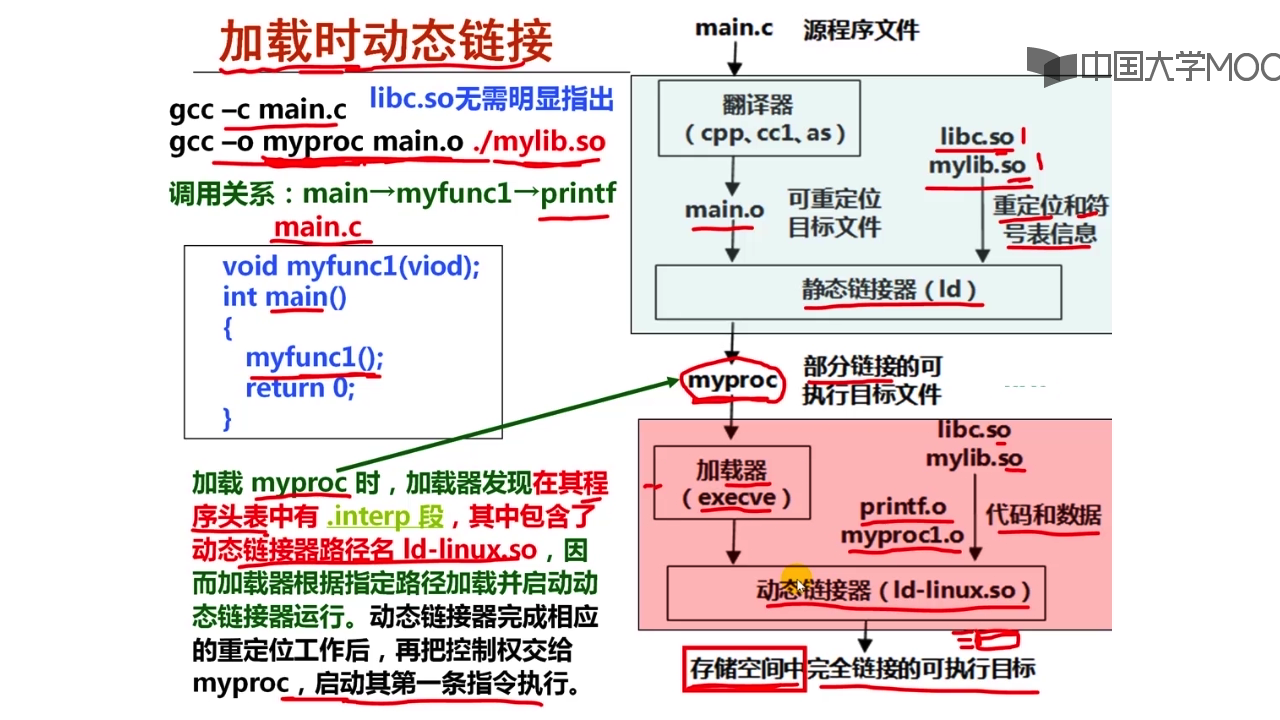 加载时动态链接
gcc –c main.c
libc.so无需明显指出
gcc –o myproc main.o ./mylib.so
调用关系：main→myfunc1→printf
main.c
void myfunc1(viod);
int main()
{
myfunc1();
return 0;
}
加载 myproc 时，加载器发现在其程
序头表中有 .interp 段，其中包含了
动态链接器路径名 ld-linux.so，因
而加载器根据指定路径加载并启动动
态链接器运行。动态链接器完成相应
的重定位工作后，再把控制权交给
myproc，启动其第一条指令执行。
main.c 源程序文件
中国大学MOO
翻译器
（cpp、cc1、as）
libc.so
mylib.so
main.o
可重定位
目标文件
重定位和符
号表信息
静态链接器（ld）
myproc
部分链接的可
执行目标文件
libc.so
mylib.so
加载器
（execve）
printf.o
myproc1.o
代码和数据
动态链接器（ld-linux.so）
存储空间中完全链接的可执行目标